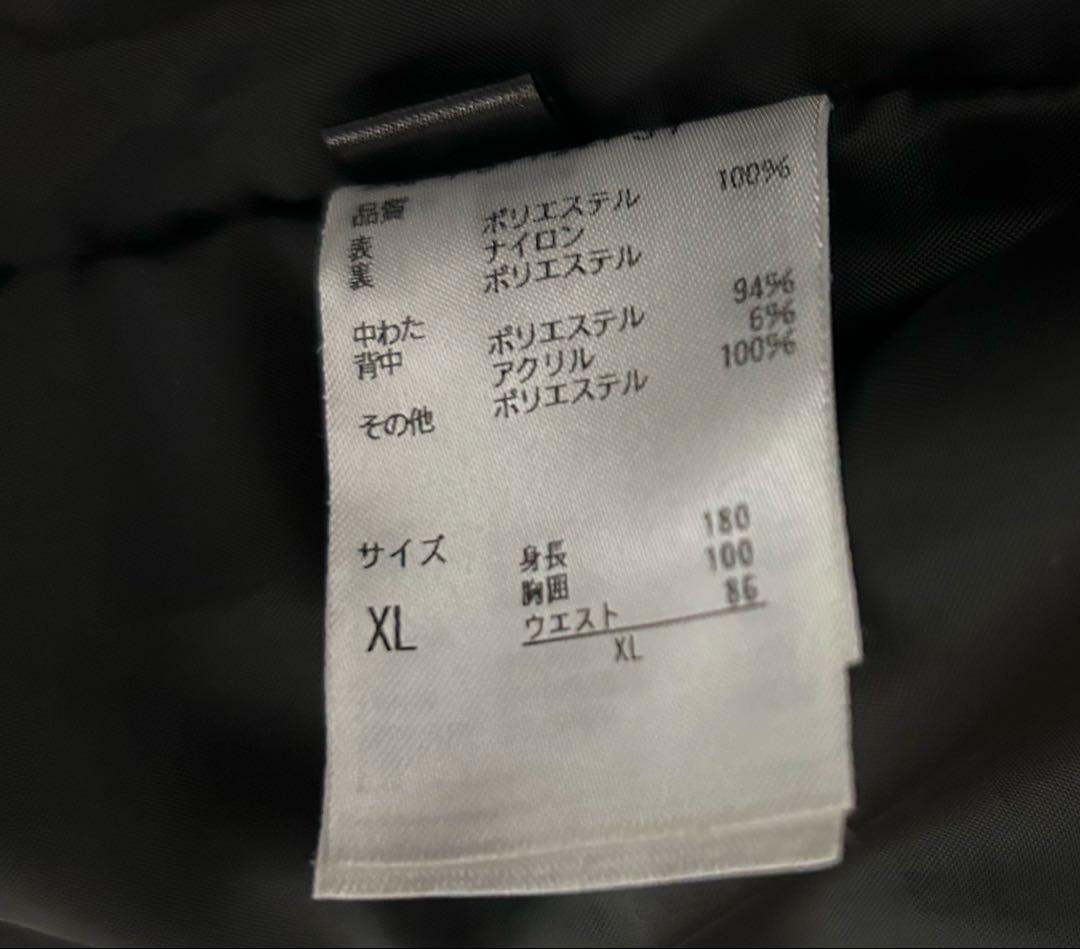 品質
表 ポリエステル 100%
裏 ナイロン
中わた ポリエステル
背中 ポリエステル 94%
アクリル 6%
その他 ポリエステル 100%
サイズ 身長 180
胸囲 100
XL ウエスト 86
XL